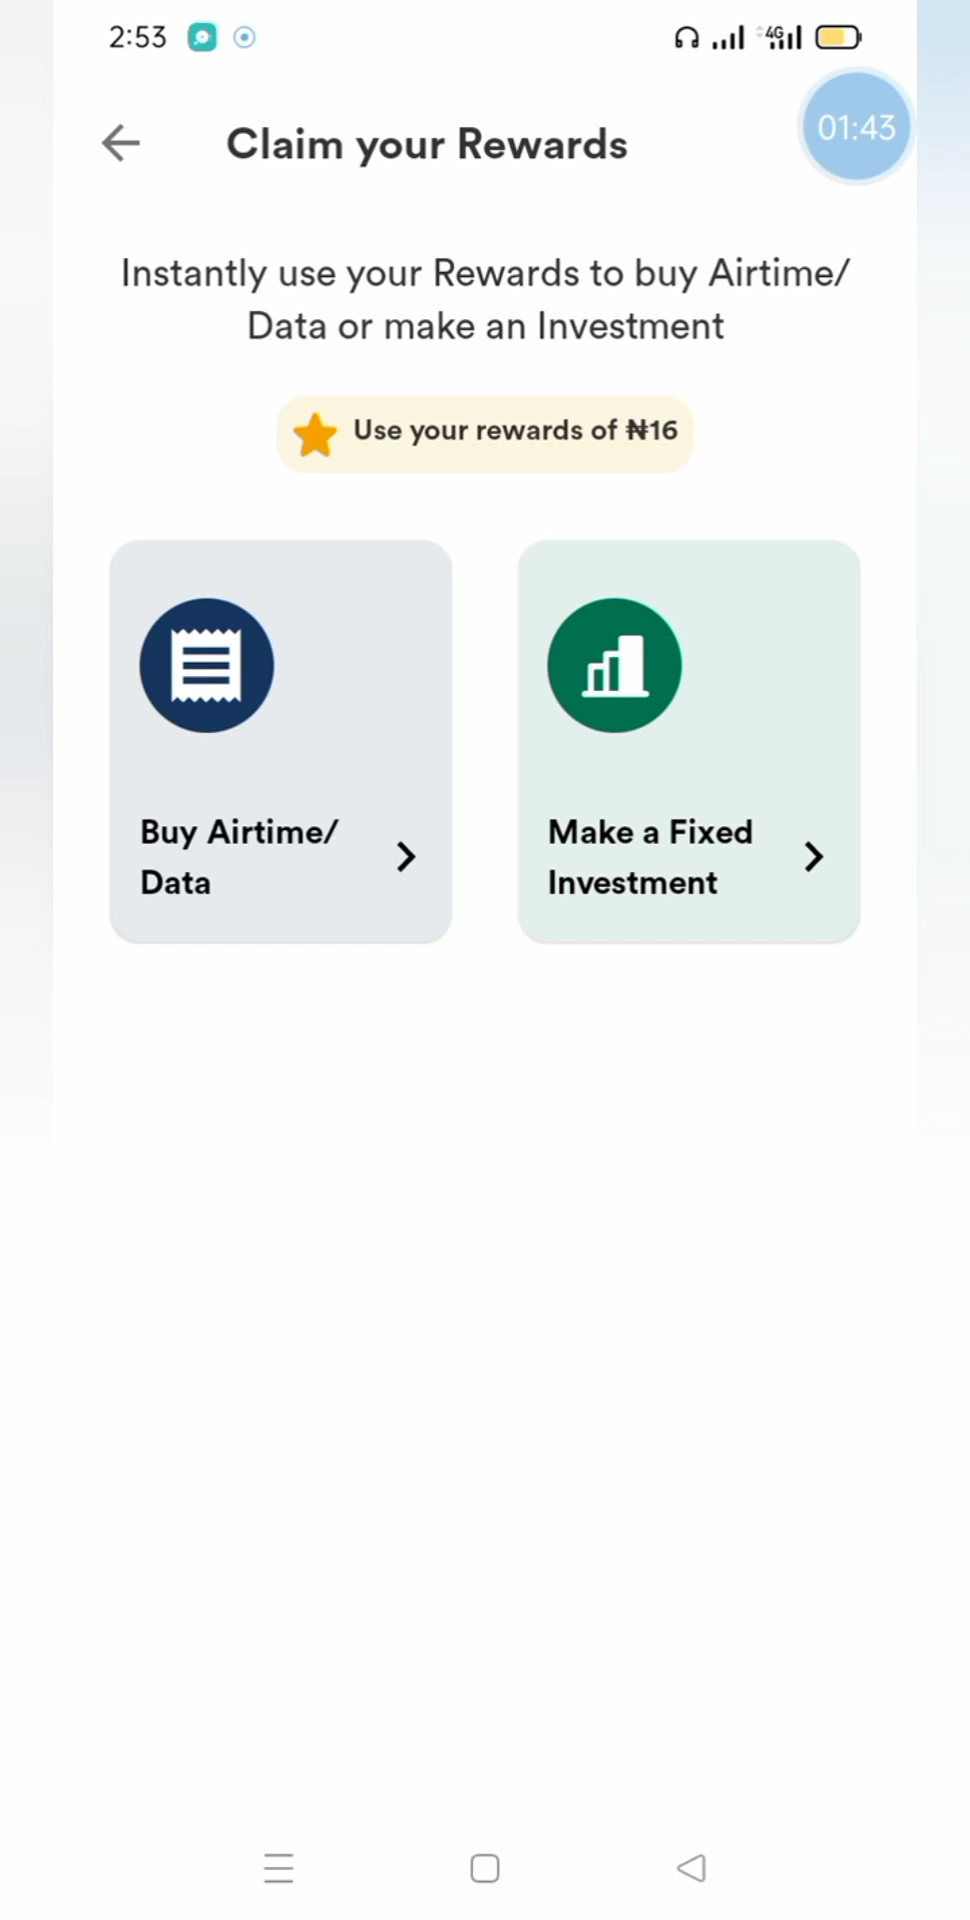 2:53
4G
01:43
Claim your Rewards
Instantly use your Rewards to buy Airtime/
Data or make an Investment
Use your rewards of ₦16
Buy Airtime/
Data
Make a Fixed
Investment